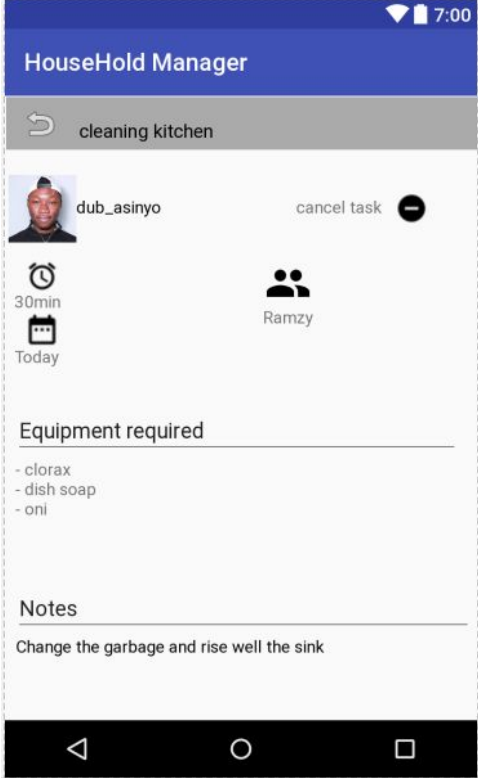 7:00
HouseHold Manager
cleaning kitchen
dub_asinyo
cancel task
30min
Ramzy
Today
Equipment required
- clorax
- dish soap
- oni
Notes
Change the garbage and rise well the sink